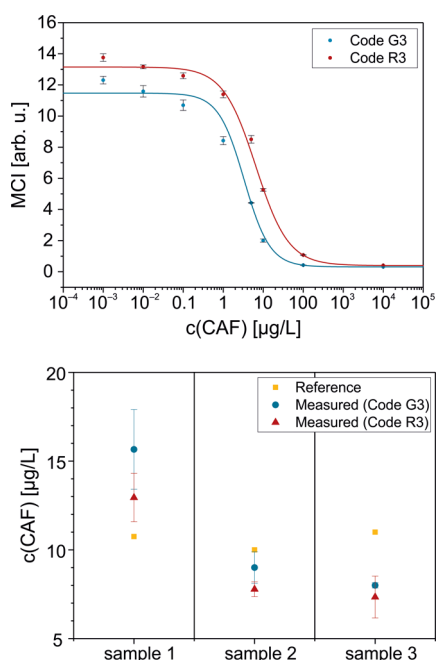 16
14
12
10
8
6
4
2
0
MCI [arb. u.]
Code G3
Code R3
10⁻⁴ 10⁻³ 10⁻² 0.1 1 10 100 10³ 10⁴ 10⁵
c(CAF) [µg/L]
20
15
10
5
c(CAF) [µg/L]
Reference
Measured (Code G3)
Measured (Code R3)
sample 1 sample 2 sample 3